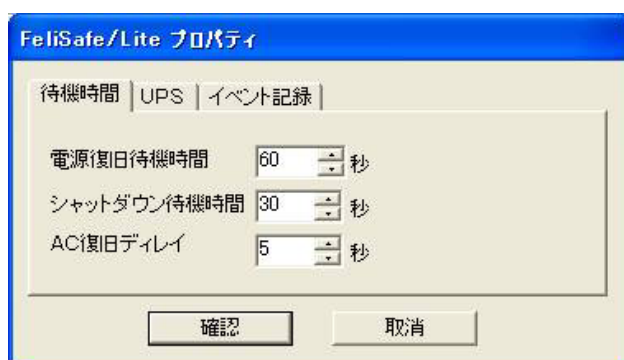 FeliSafe/Lite プロパティ
待機時間 UPS イベント記録
電源復旧待機時間 60 秒
シャットダウン待機時間 30 秒
AC復旧ディレイ 5 秒
確認 取消